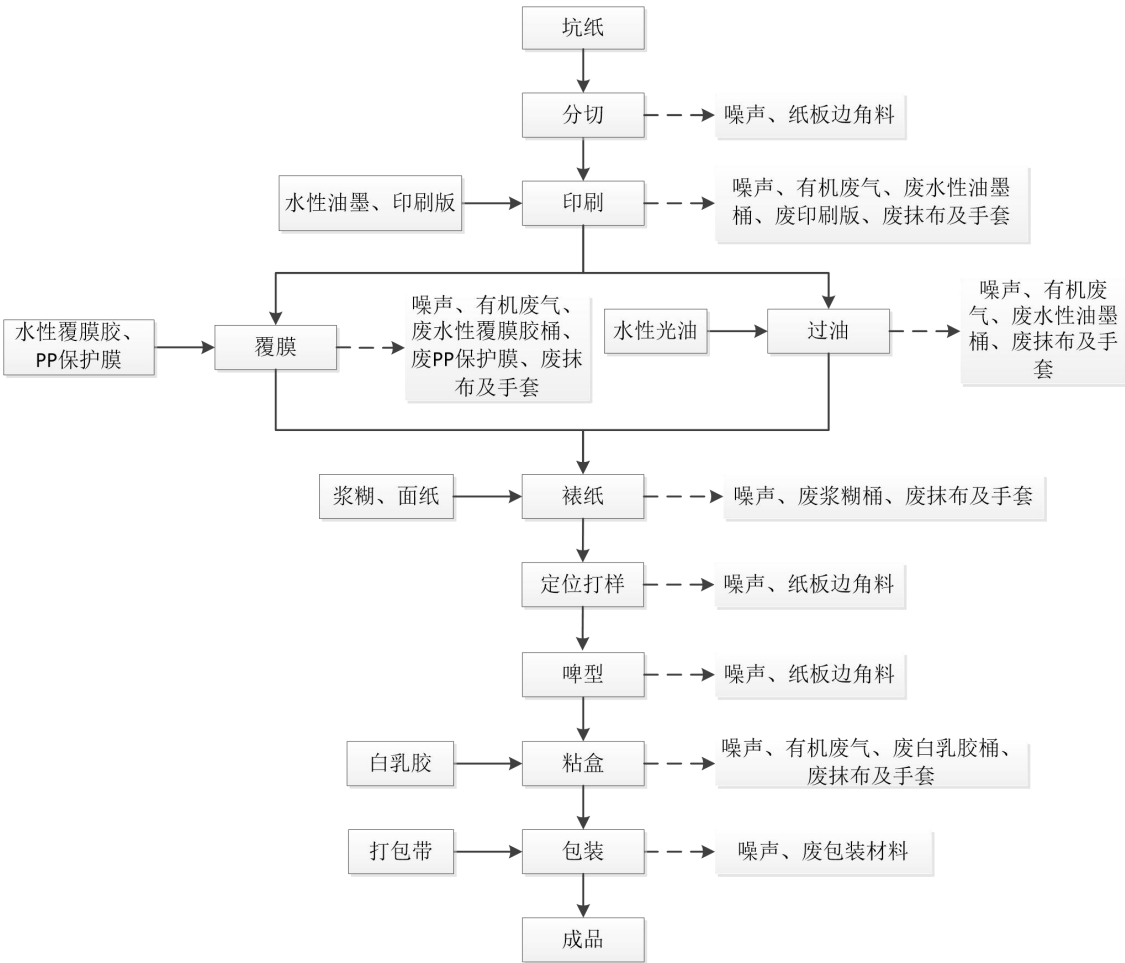 坑纸
分切
噪声、纸板边角料
水性油墨、印刷版
印刷
噪声、有机废气、废水性油墨
桶、废印刷版、废抹布及手套
水性覆膜胶、
PP保护膜
覆膜
噪声、有机废气、
废水性覆膜胶桶、
废PP保护膜、废抹
布及手套
水性光油
过油
噪声、有机废
气、废水性油墨
桶、废抹布及手
套
浆糊、面纸
裱纸
噪声、废浆糊桶、废抹布及手套
定位打样
噪声、纸板边角料
啤型
噪声、纸板边角料
白乳胶
粘盒
噪声、有机废气、废白乳胶桶、
废抹布及手套
打包带
包装
噪声、废包装材料
成品